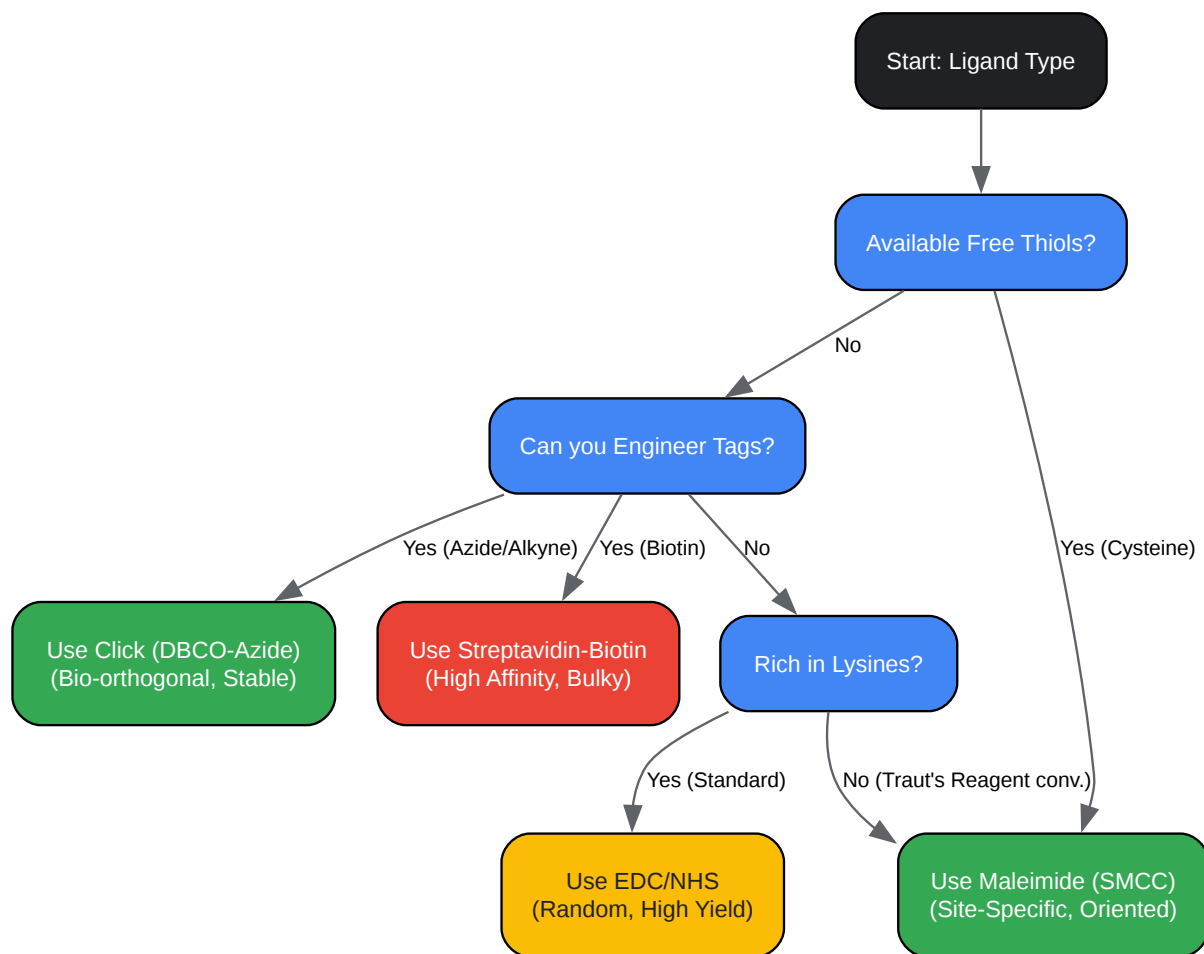 Start: Ligand Type
Available Free Thiols?
No
Can you Engineer Tags?
Yes (Azide/Alkyne)
Yes (Biotin)
No
Yes (Cysteine)
Use Click (DBCO-Azide)
(Bio-orthogonal, Stable)
Use Streptavidin-Biotin
(High Affinity, Bulky)
Rich in Lysines?
Yes (Standard)
No (Traut's Reagent conv.)
Use EDC/NHS
(Random, High Yield)
Use Maleimide (SMCC)
(Site-Specific, Oriented)